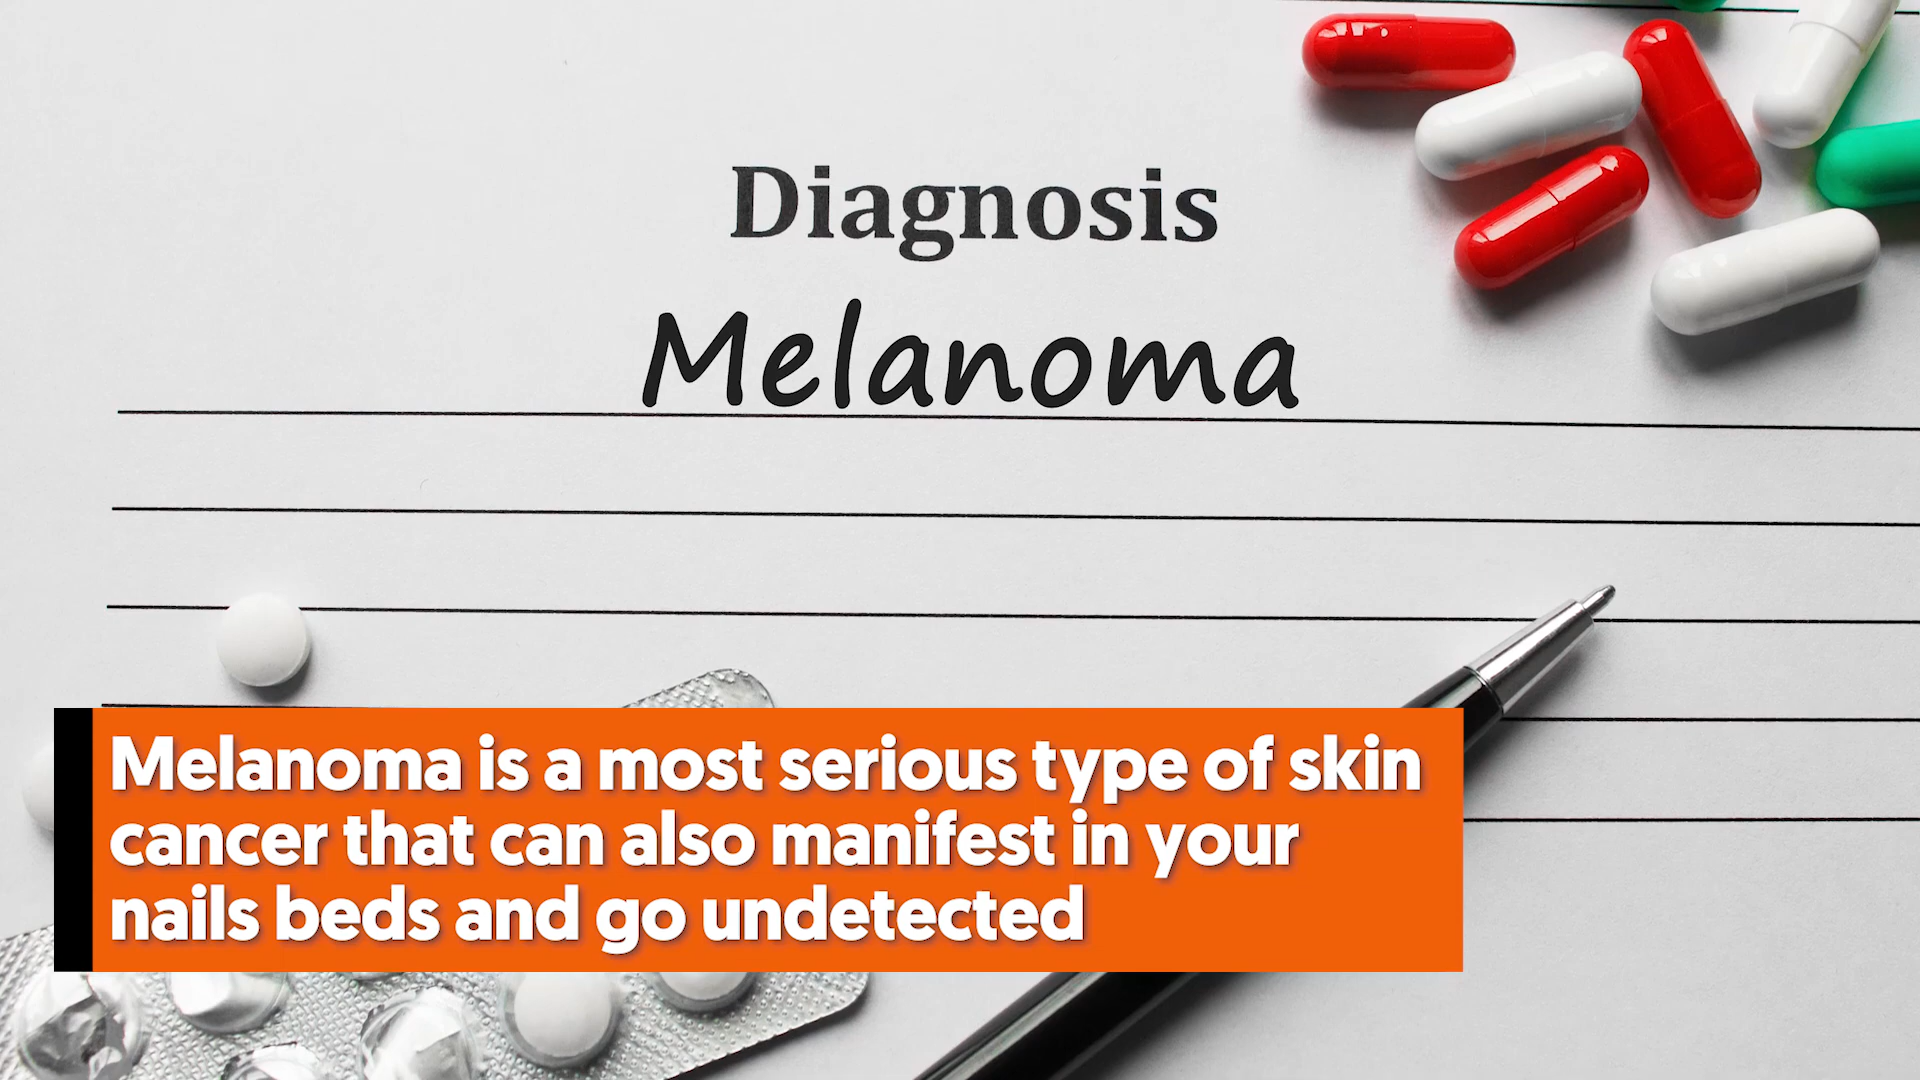 Diagnosis
Melanoma
Melanoma is a most serious type of skin
cancer that can also manifest in your
nails beds and go undetected